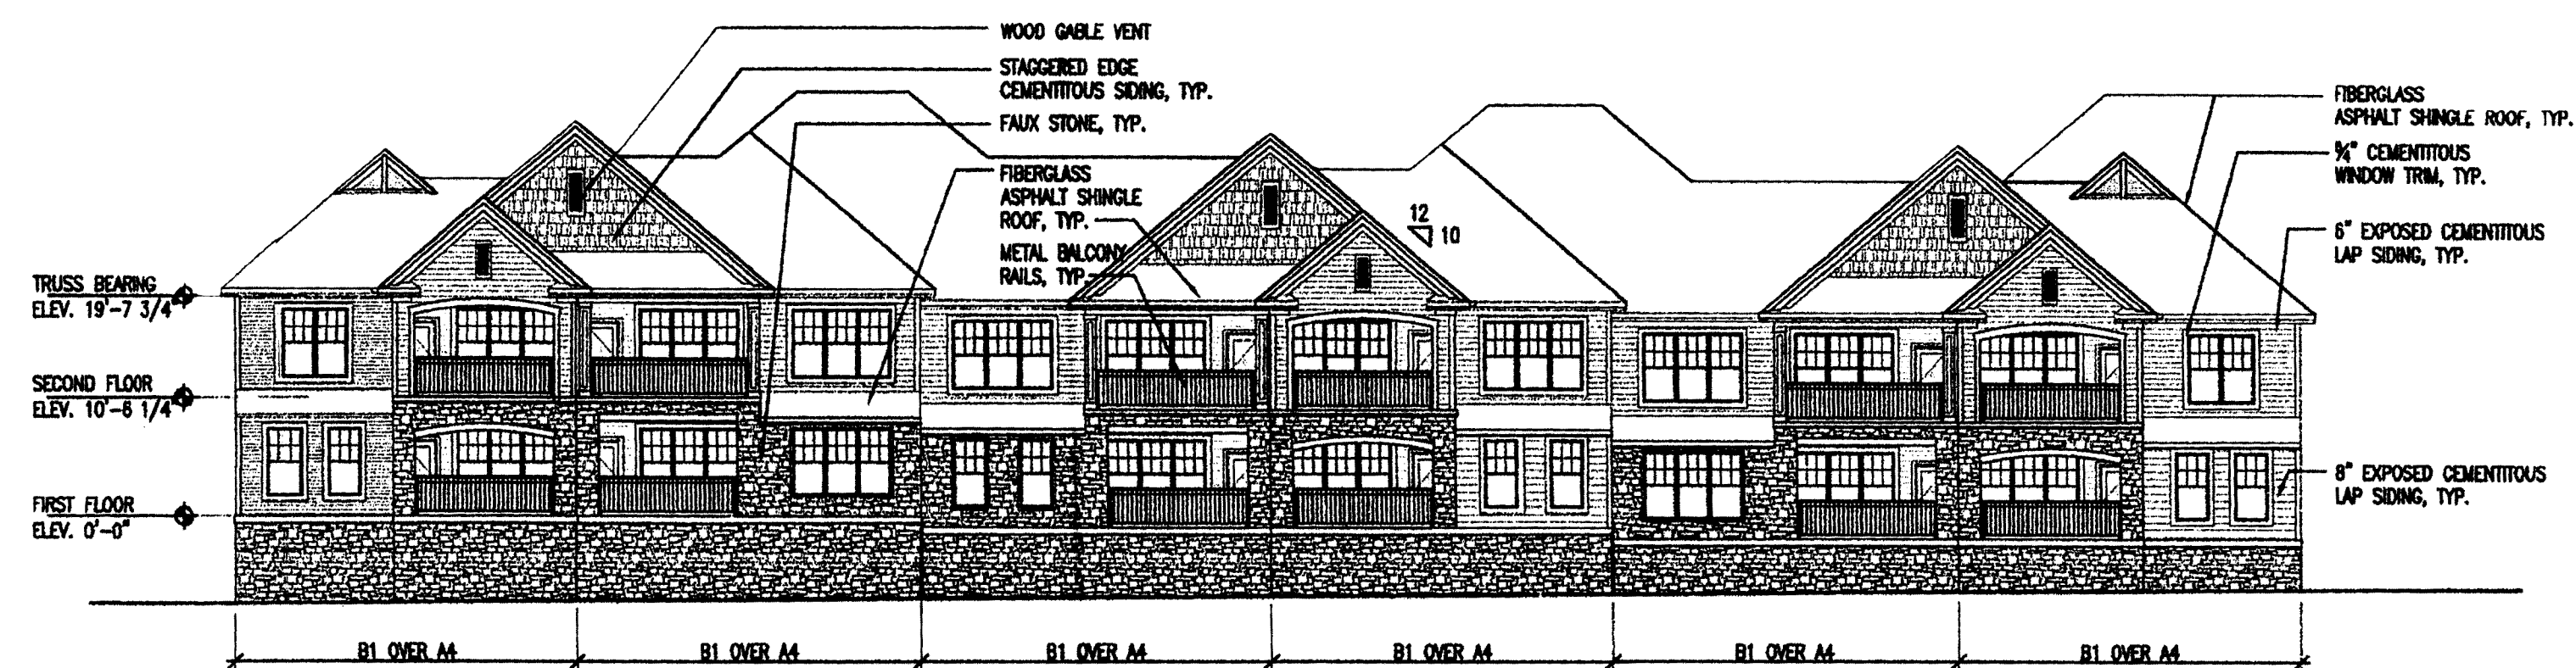 WOOD GABLE VENT
STAGGERED EDGE
CEMENTITOUS SIDING, TYP.
FAUX STONE, TYP.
FIBERGLASS
ASPHALT SHINGLE
ROOF, TYP.
METAL BALCONY
RAILS, TYP.
12
10
FIBERGLASS
ASPHALT SHINGLE ROOF, TYP.
5/4" CEMENTITOUS
WINDOW TRIM, TYP.
6" EXPOSED CEMENTITOUS
LAP SIDING, TYP.
8" EXPOSED CEMENTITOUS
LAP SIDING, TYP.
TRUSS BEARING
ELEV. 19'-7 3/4"
SECOND FLOOR
ELEV. 10'-6 1/4"
FIRST FLOOR
ELEV. 0'-0"
B1 OVER A4
B1 OVER A4
B1 OVER A4
B1 OVER A4
B1 OVER A4
B1 OVER A4